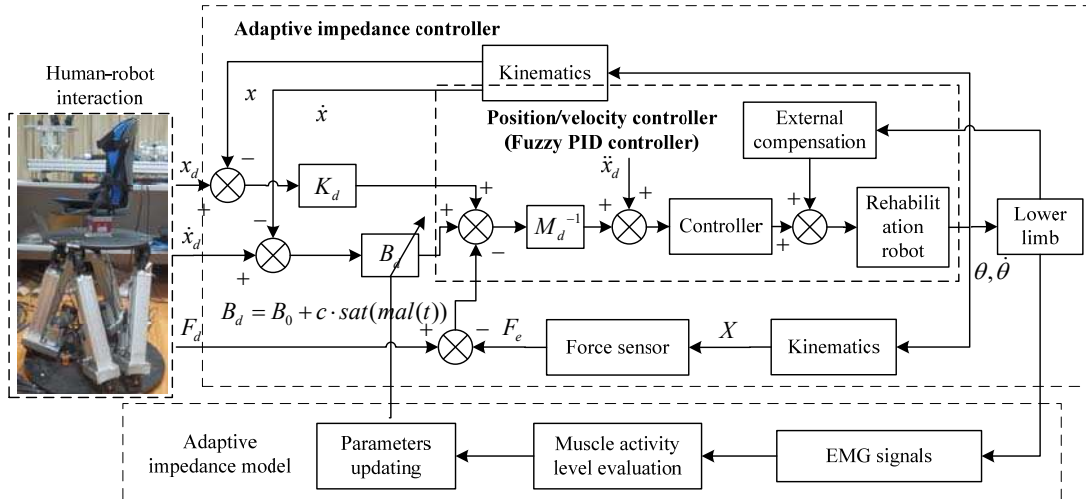 Adaptive impedance controller
Human-robot
interaction
Kinematics
x
ẋ
Position/velocity controller
(Fuzzy PID controller)
External
compensation
ẍ_d
x_d
−
+
K_d
+
ẋ_d
−
+
B_d
+
−
M_d^{-1}
+
+
Controller
+
+
Rehabilit
ation
robot
Lower
limb
θ, θ̇
B_d = B_0 + c · sat(mal(t))
F_d
+
−
F_e
Force sensor
X
Kinematics
Adaptive
impedance model
Parameters
updating
Muscle activity
level evaluation
EMG signals